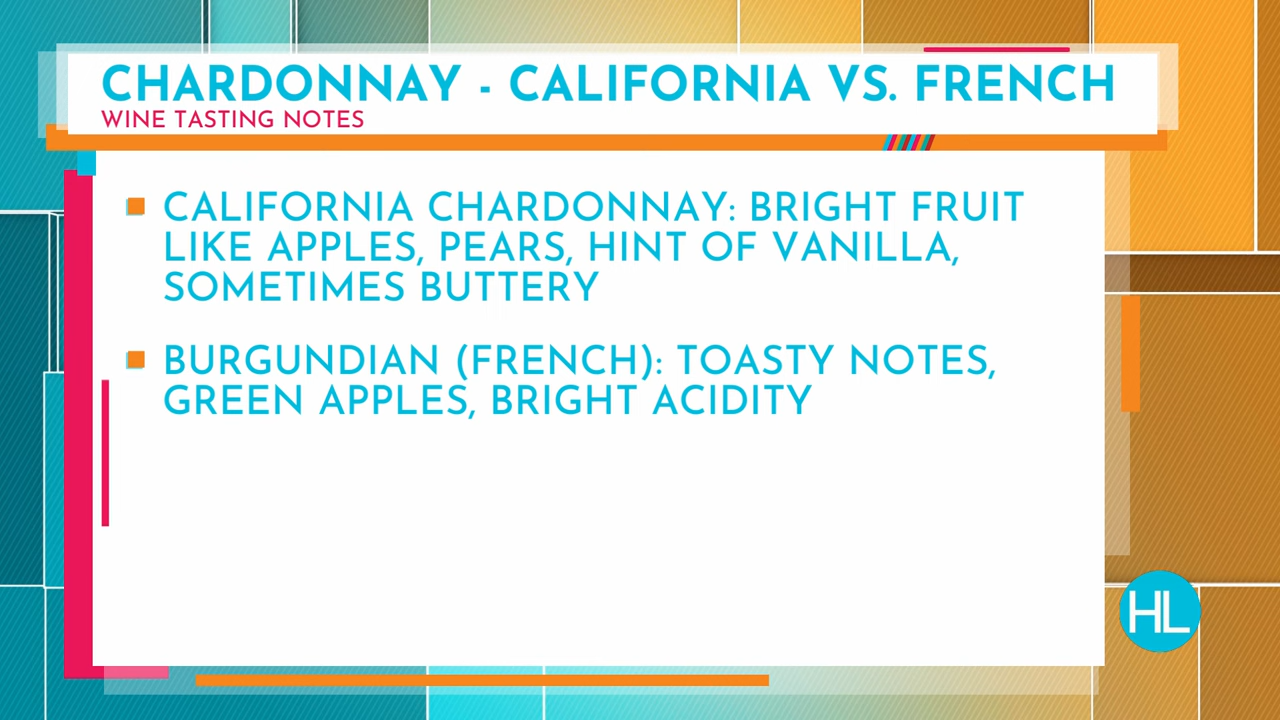 CHARDONNAY - CALIFORNIA VS. FRENCH
WINE TASTING NOTES
CALIFORNIA CHARDONNAY: BRIGHT FRUIT
LIKE APPLES, PEARS, HINT OF VANILLA,
SOMETIMES BUTTERY
BURGUNDIAN (FRENCH): TOASTY NOTES,
GREEN APPLES, BRIGHT ACIDITY
HL